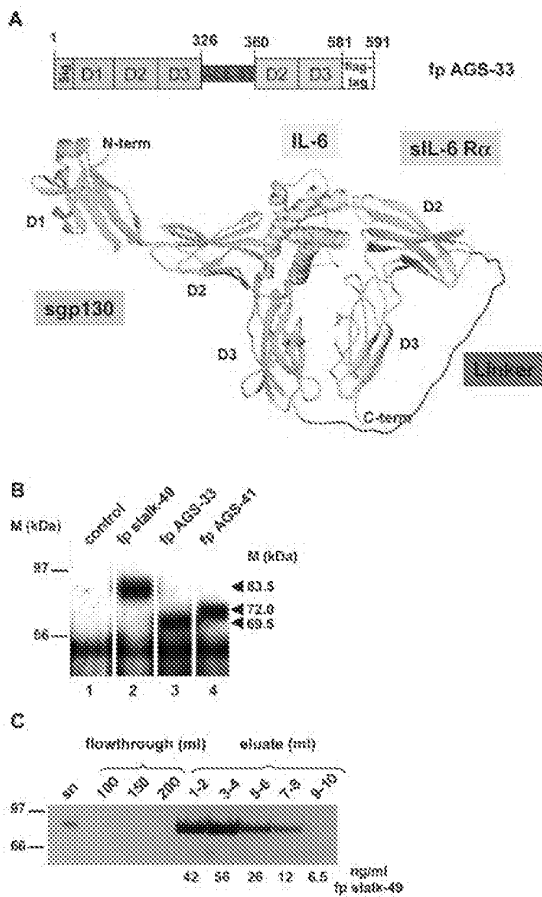 A
1 326 360 581 591
D1 D2 D3 D2 D3 flag-tag fp AGS-33
N-term
IL-6
sIL-6 Rα
D1
D2
D2
sgp130
D3
D3
Linker
C-term
B
M (kDa) control fp stalk-49 fp AGS-33 fp AGS-41 M (kDa)
97
83.5
72.0
69.5
66
1 2 3 4
C
flowthrough (ml) eluate (ml)
sn 100 150 200 1-2 3-4 5-6 7-8 9-10
97
66
42 56 26 12 6.5 ng/ml
fp stalk-49